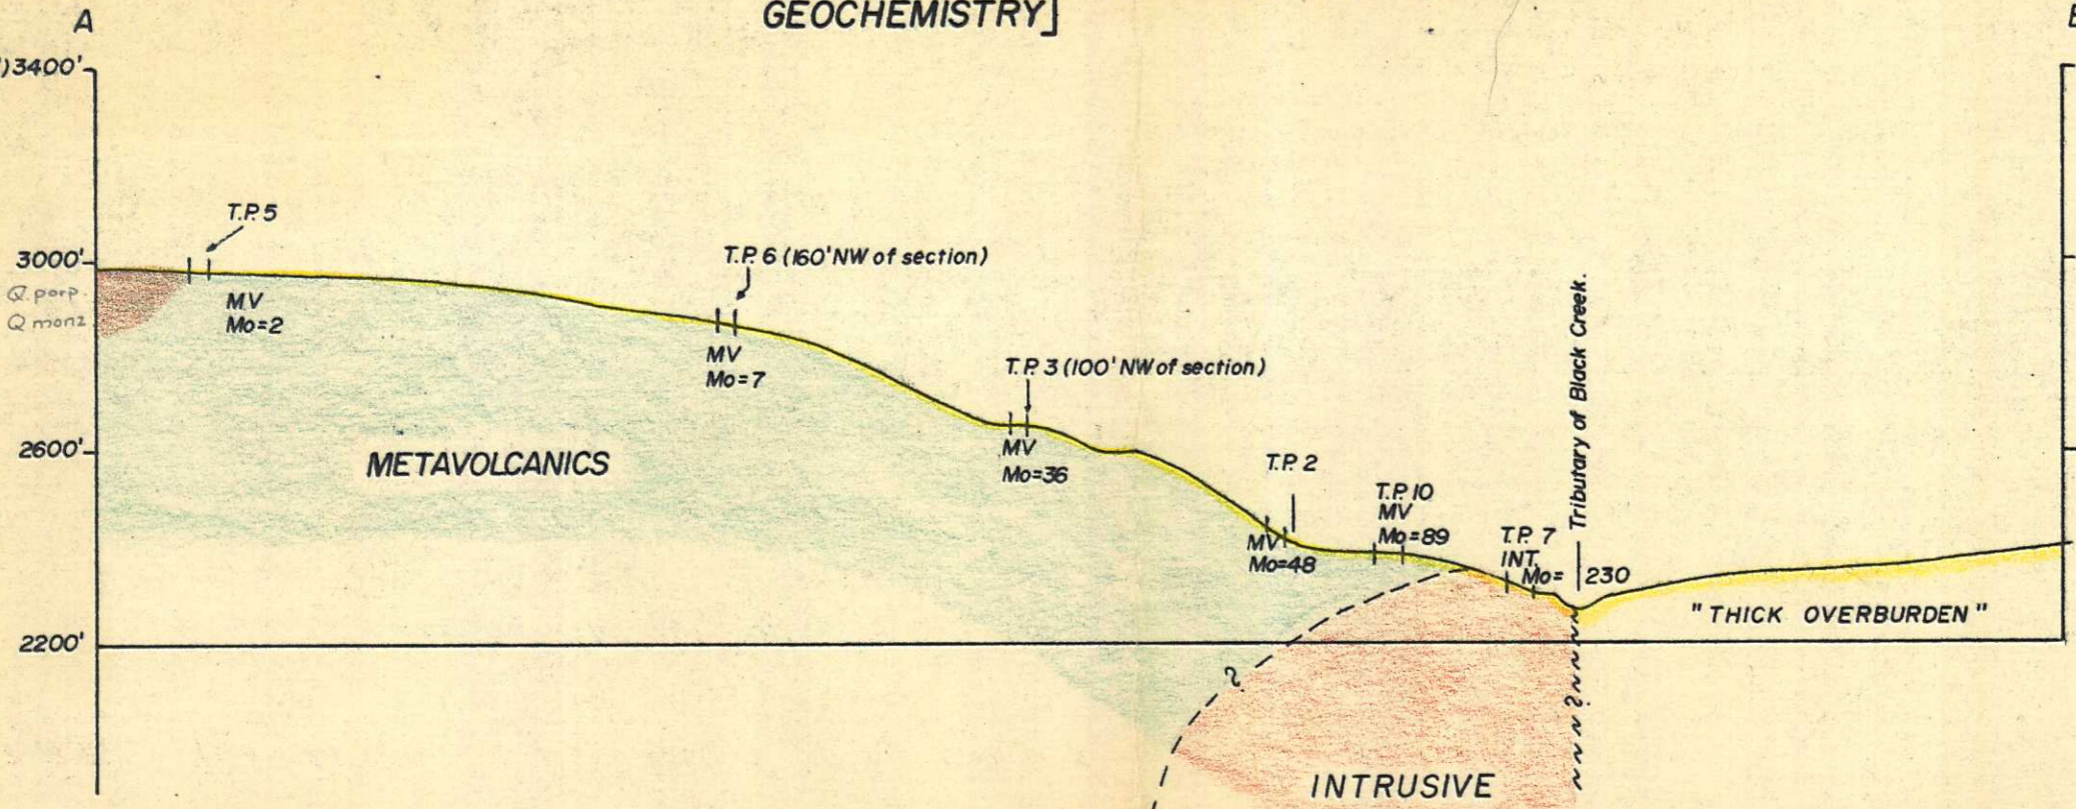 GEOCHEMISTRY]
A
)3400'
3000'
2600'
2200'
Q. porp.
Q monz
T.P. 5
MV
Mo=2
T.P. 6 (160' NW of section)
MV
Mo=7
T.P. 3 (100' NW of section)
MV
Mo=36
METAVOLCANICS
T.P. 2
MV
Mo=48
T.P. 10
MV
Mo=89
T.P. 7
INT.
Mo= 230
Tributary of Black Creek.
"THICK OVERBURDEN"
?
?
INTRUSIVE